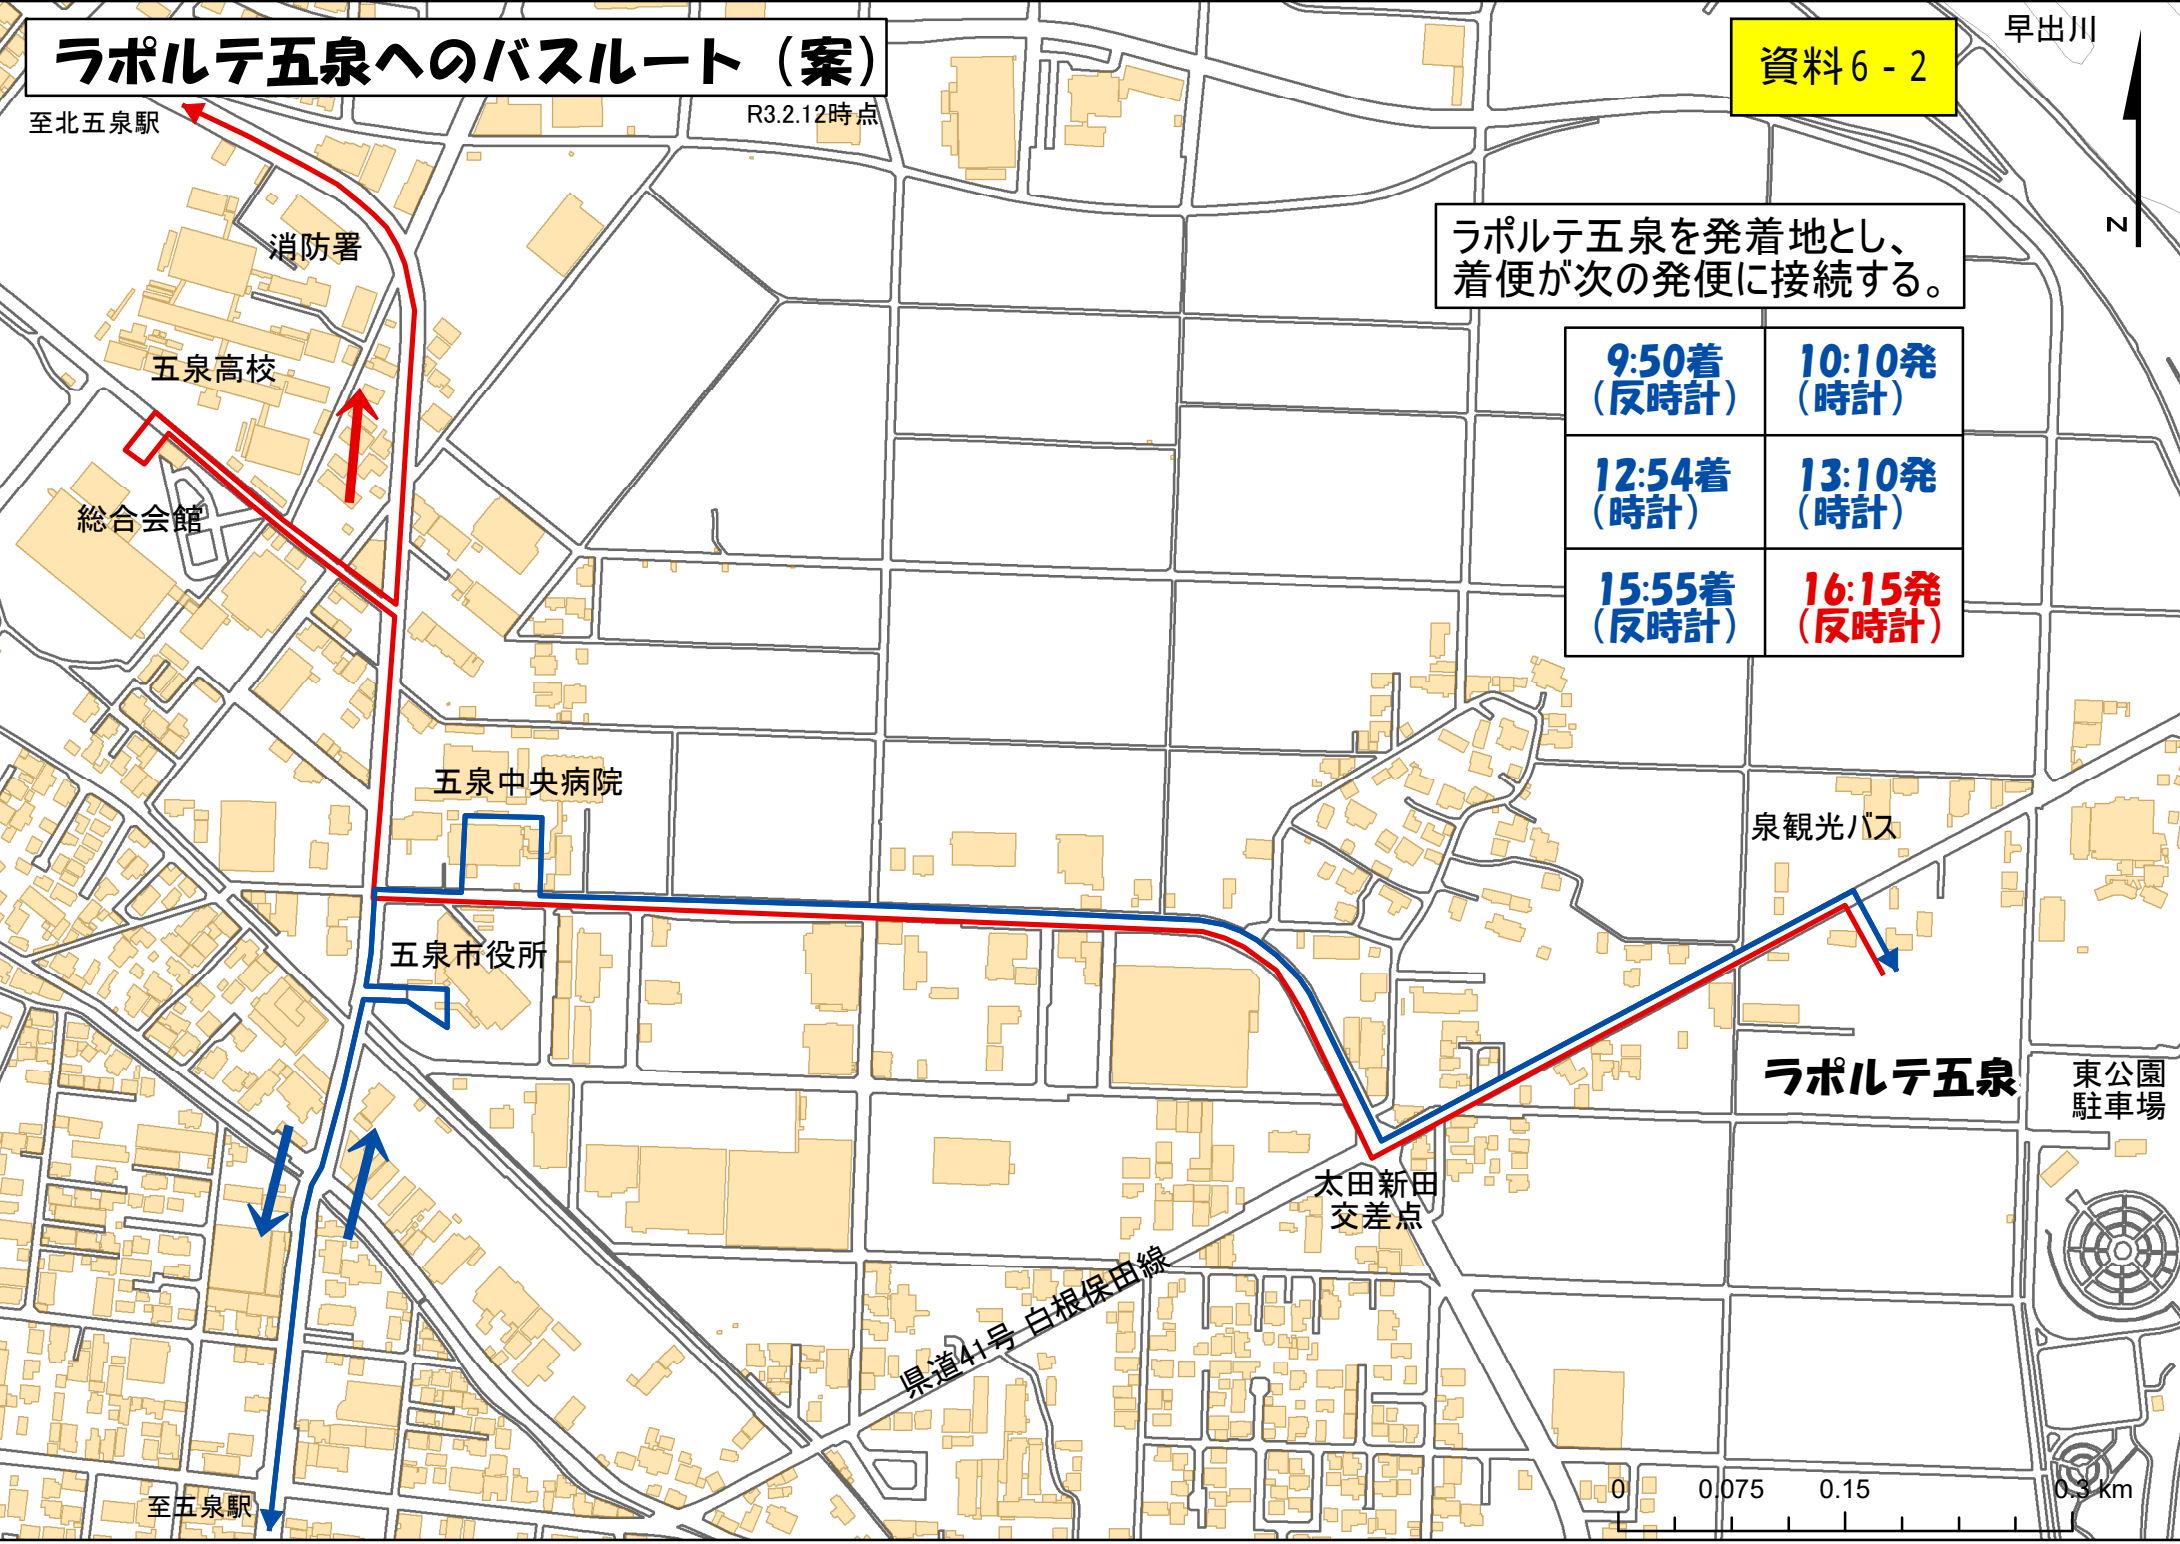 ラポルテ五泉へのバスルート（案）
資料６‐２
早出川
R3.2.12時点
至北五泉駅
N
消防署
ラポルテ五泉を発着地とし、
着便が次の発便に接続する。
9:50着
（反時計）
10:10発
（時計）
12:54着
（時計）
13:10発
（時計）
15:55着
（反時計）
16:15発
（反時計）
五泉高校
総合会館
五泉中央病院
泉観光バス
五泉市役所
ラポルテ五泉
東公園
駐車場
太田新田
交差点
県道41号 白根保田線
至五泉駅
0 0.075 0.15 0.3 km